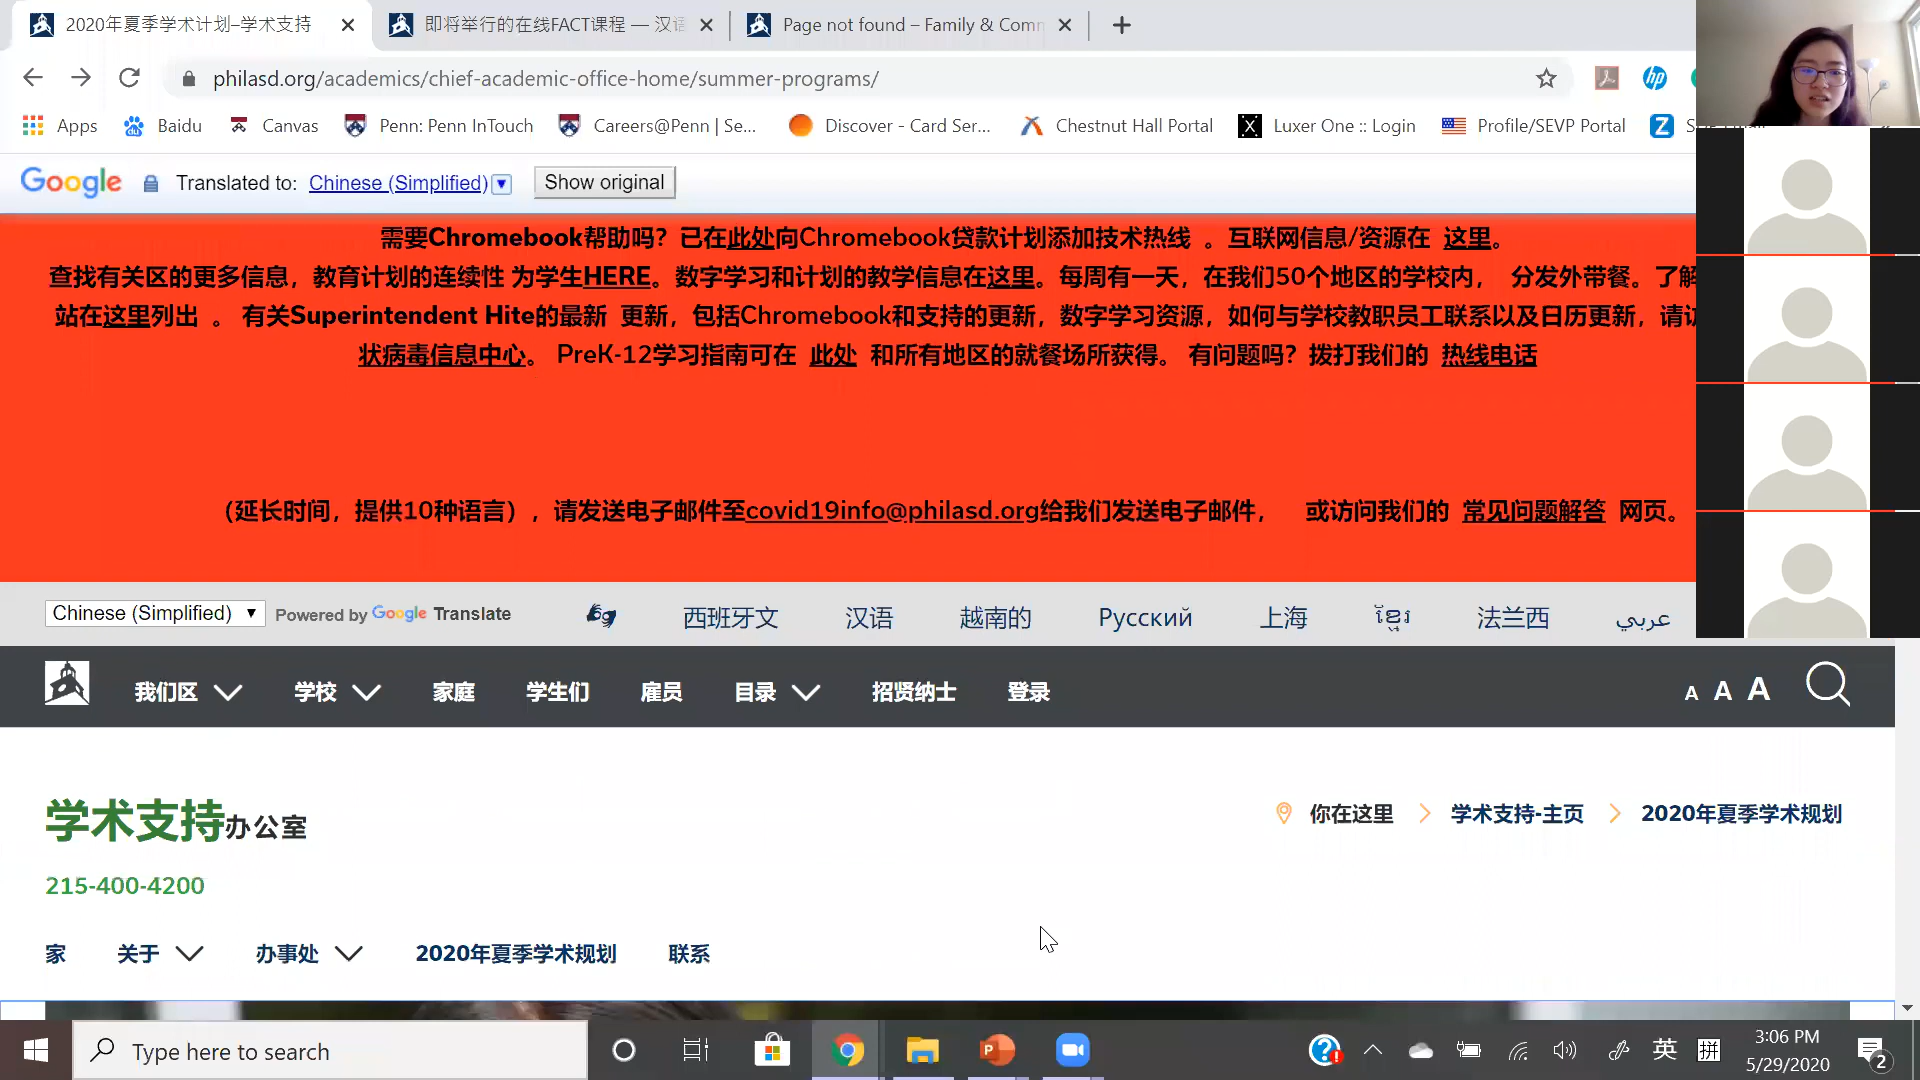 2020年夏季学术计划–学术支持
即将举行的在线FACT课程 — 汉语
Page not found – Family & Comm
philasd.org/academics/chief-academic-office-home/summer-programs/
Apps
Baidu
Canvas
Penn: Penn InTouch
Careers@Penn | Se...
Discover - Card Ser...
Chestnut Hall Portal
Luxer One :: Login
Profile/SEVP Portal
Google Translated to: Chinese (Simplified) Show original
需要Chromebook帮助吗？已在此处向Chromebook贷款计划添加技术热线 。互联网信息/资源在 这里。
查找有关区的更多信息，教育计划的连续性 为学生HERE。数字学习和计划的教学信息在这里。每周有一天，在我们50个地区的学校内， 分发外带餐。了解
站在这里列出 。 有关Superintendent Hite的最新 更新，包括Chromebook和支持的更新，数字学习资源，如何与学校教职员工联系以及日历更新，请访
状病毒信息中心。 PreK-12学习指南可在 此处 和所有地区的就餐场所获得。 有问题吗？拨打我们的 热线电话
（延长时间，提供10种语言），请发送电子邮件至covid19info@philasd.org给我们发送电子邮件， 或访问我们的 常见问题解答 网页。
Chinese (Simplified) Powered by Google Translate 西班牙文 汉语 越南的 Русский 上海 ខ្មែរ 法兰西 عربي
我们区 学校 家庭 学生们 雇员 目录 招贤纳士 登录 A A A
学术支持办公室
你在这里 学术支持-主页 2020年夏季学术规划
215-400-4200
家 关于 办事处 2020年夏季学术规划 联系
Type here to search
英 拼
3:06 PM
5/29/2020
2